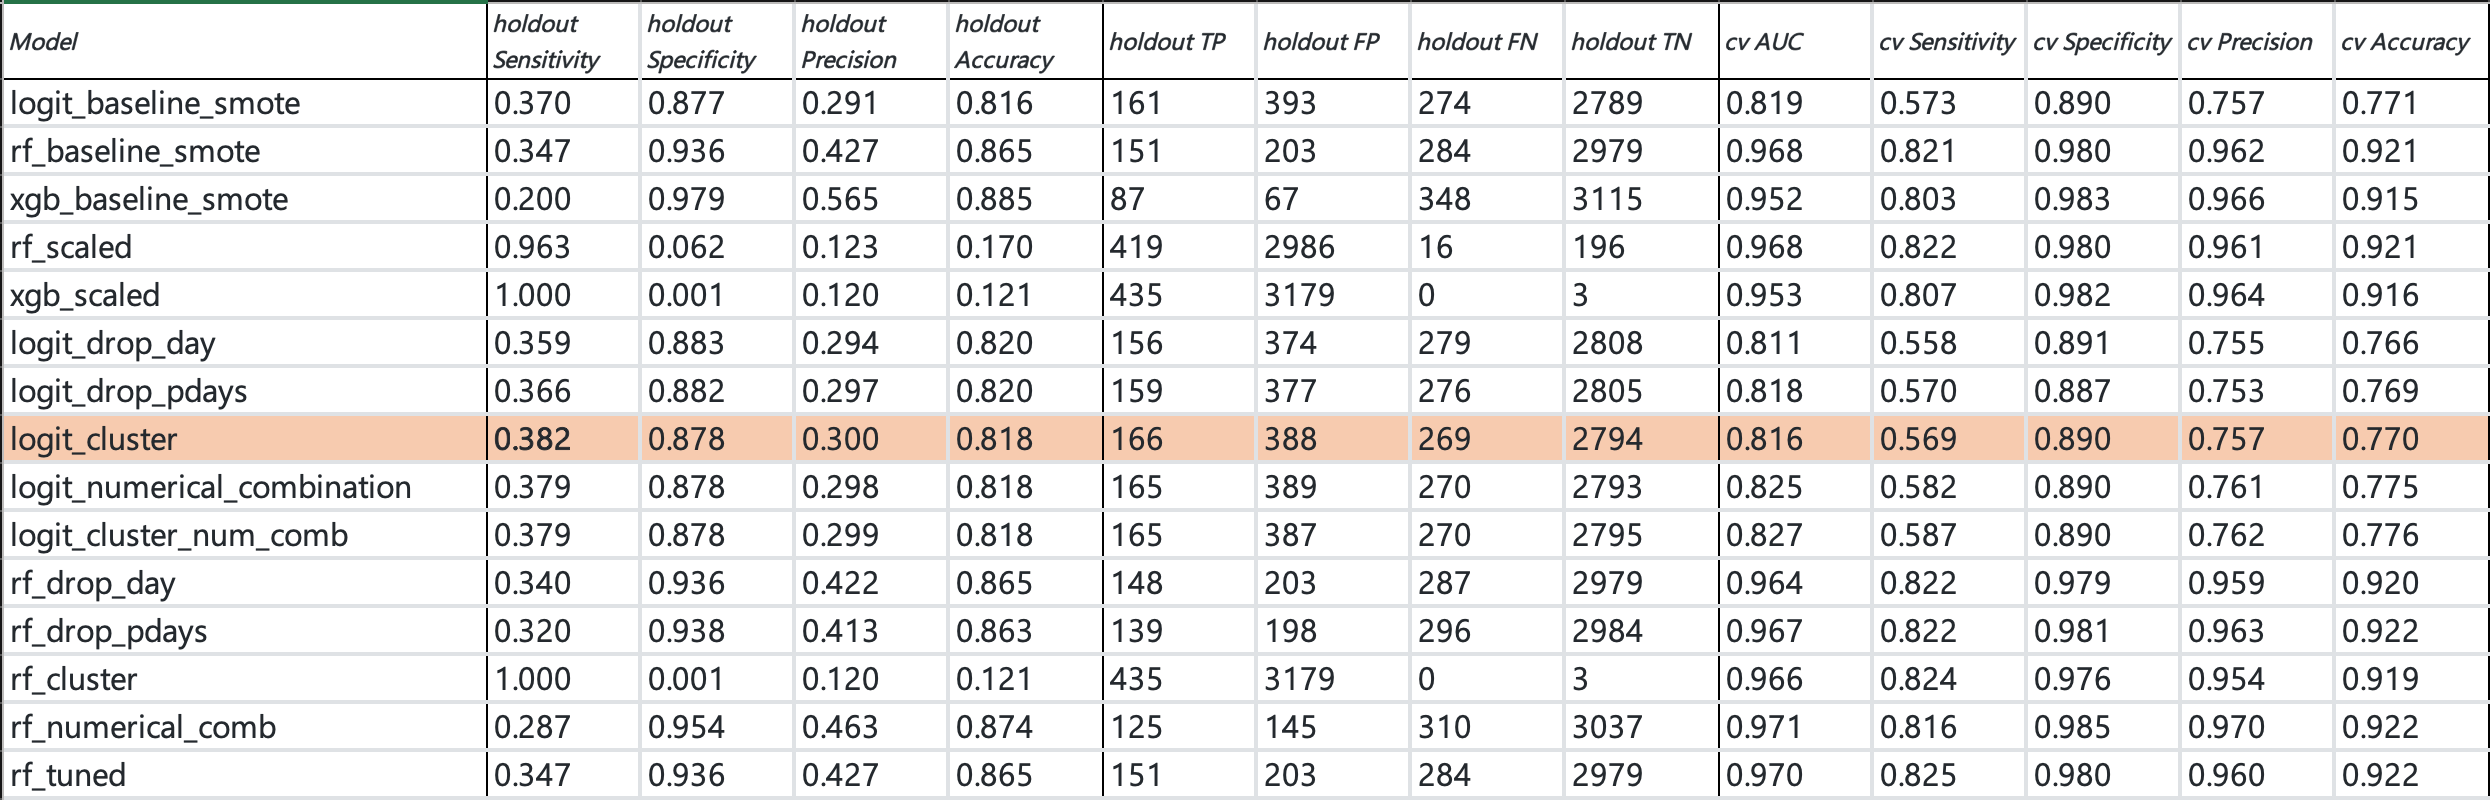 Model holdout Sensitivity holdout Specificity holdout Precision holdout Accuracy holdout TP holdout FP holdout FN holdout TN cv AUC cv Sensitivity cv Specificity cv Precision cv Accuracy
logit_baseline_smote 0.370 0.877 0.291 0.816 161 393 274 2789 0.819 0.573 0.890 0.757 0.771
rf_baseline_smote 0.347 0.936 0.427 0.865 151 203 284 2979 0.968 0.821 0.980 0.962 0.921
xgb_baseline_smote 0.200 0.979 0.565 0.885 87 67 348 3115 0.952 0.803 0.983 0.966 0.915
rf_scaled 0.963 0.062 0.123 0.170 419 2986 16 196 0.968 0.822 0.980 0.961 0.921
xgb_scaled 1.000 0.001 0.120 0.121 435 3179 0 3 0.953 0.807 0.982 0.964 0.916
logit_drop_day 0.359 0.883 0.294 0.820 156 374 279 2808 0.811 0.558 0.891 0.755 0.766
logit_drop_pdays 0.366 0.882 0.297 0.820 159 377 276 2805 0.818 0.570 0.887 0.753 0.769
logit_cluster 0.382 0.878 0.300 0.818 166 388 269 2794 0.816 0.569 0.890 0.757 0.770
logit_numerical_combination 0.379 0.878 0.298 0.818 165 389 270 2793 0.825 0.582 0.890 0.761 0.775
logit_cluster_num_comb 0.379 0.878 0.299 0.818 165 387 270 2795 0.827 0.587 0.890 0.762 0.776
rf_drop_day 0.340 0.936 0.422 0.865 148 203 287 2979 0.964 0.822 0.979 0.959 0.920
rf_drop_pdays 0.320 0.938 0.413 0.863 139 198 296 2984 0.967 0.822 0.981 0.963 0.922
rf_cluster 1.000 0.001 0.120 0.121 435 3179 0 3 0.966 0.824 0.976 0.954 0.919
rf_numerical_comb 0.287 0.954 0.463 0.874 125 145 310 3037 0.971 0.816 0.985 0.970 0.922
rf_tuned 0.347 0.936 0.427 0.865 151 203 284 2979 0.970 0.825 0.980 0.960 0.922